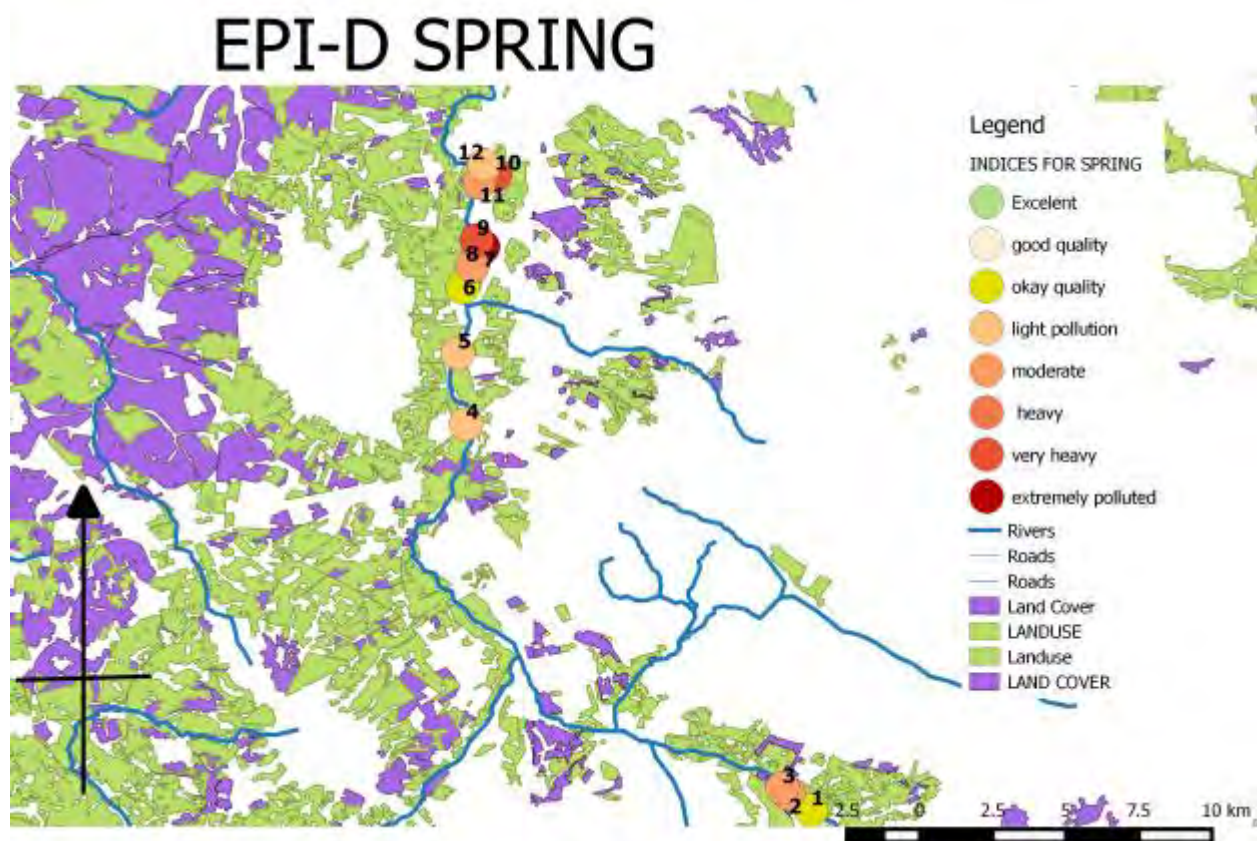 EPI-D SPRING
Legend
INDICES FOR SPRING
Excelent
good quality
okay quality
light pollution
moderate
heavy
very heavy
extremely polluted
Rivers
Roads
Roads
Land Cover
LANDUSE
Landuse
LAND COVER
12
10
11
9
8
7
6
5
4
3
2
1
2.5 0 2.5 5 7.5 10 km